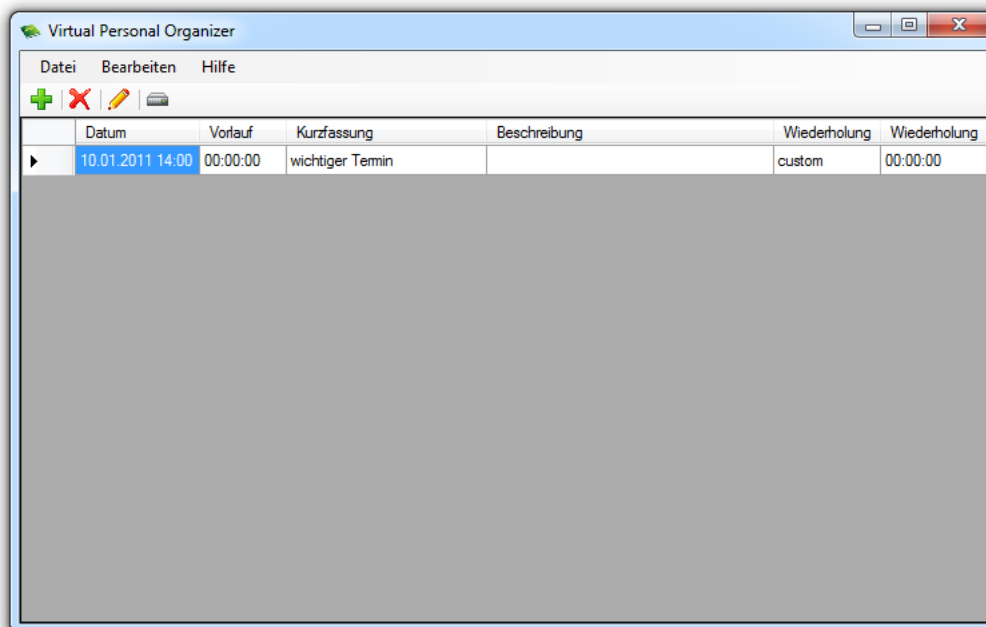 Virtual Personal Organizer
Datei Bearbeiten Hilfe
Datum Vorlauf Kurzfassung Beschreibung Wiederholung Wiederholung
10.01.2011 14:00 00:00:00 wichtiger Termin custom 00:00:00